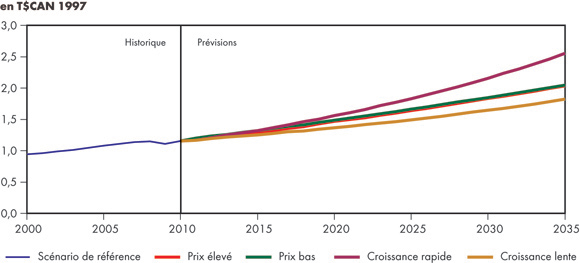 en T$CAN 1997
3,0
Historique Prévisions
2,5
2,0
1,5
1,0
0,5
0,0
2000 2005 2010 2015 2020 2025 2030 2035
Scénario de référence Prix élevé Prix bas Croissance rapide Croissance lente